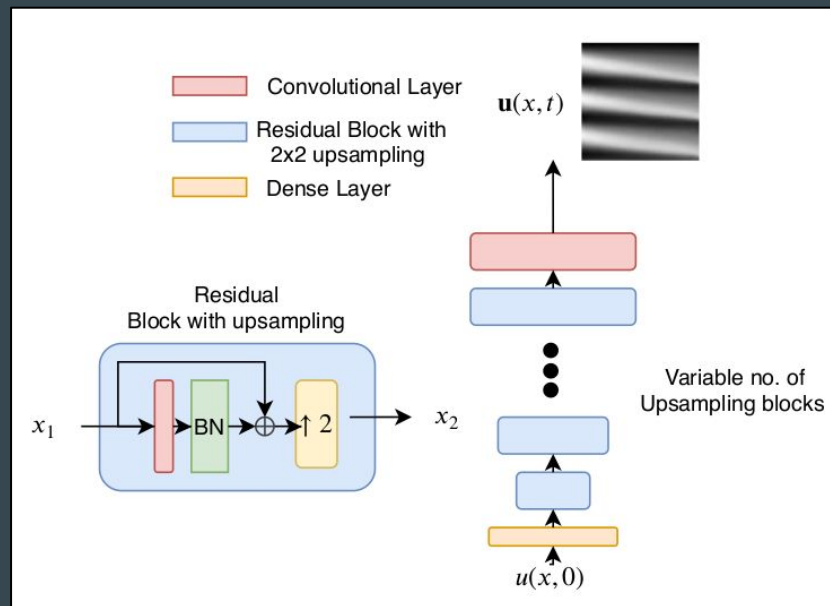 Convolutional Layer
Residual Block with
2x2 upsampling
Dense Layer
𝐮(x, t)
Residual
Block with upsampling
x₁
BN
↑ 2
x₂
Variable no. of
Upsampling blocks
u(x, 0)